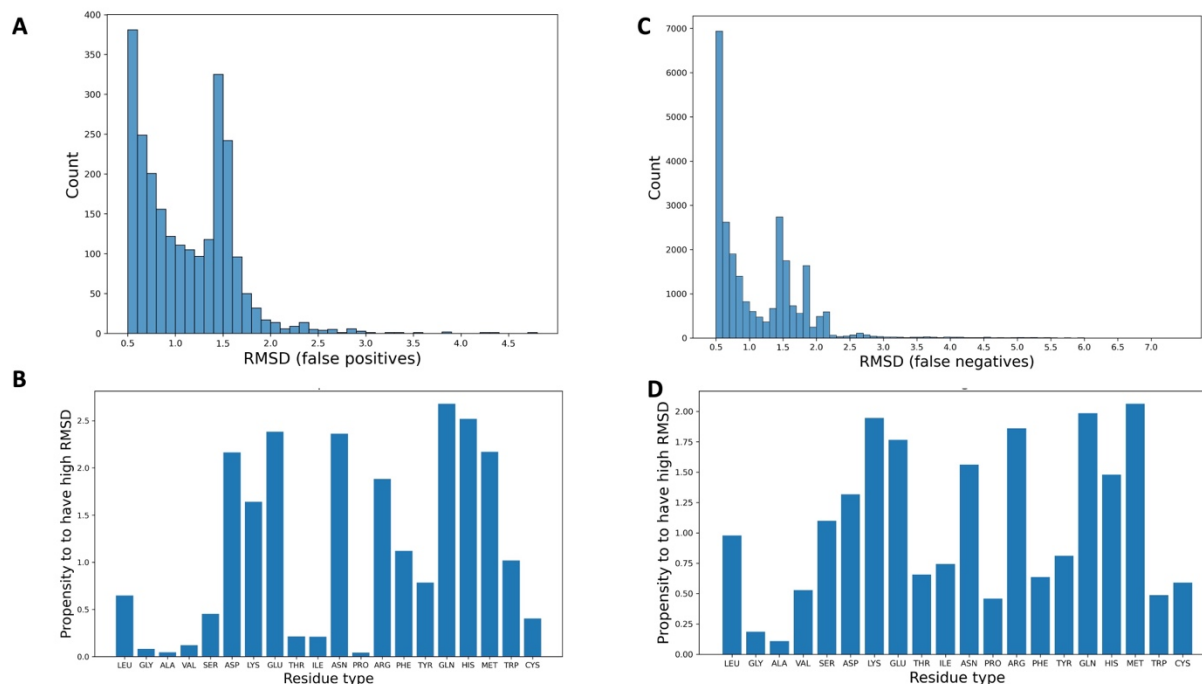 A
400
350
300
250
200
150
100
50
0
Count
0.5 1.0 1.5 2.0 2.5 3.0 3.5 4.0 4.5
RMSD (false positives)
C
7000
6000
5000
4000
3000
2000
1000
0
Count
0.5 1.0 1.5 2.0 2.5 3.0 3.5 4.0 4.5 5.0 5.5 6.0 7.0
RMSD (false negatives)
B
2.5
2.0
1.5
1.0
0.5
0.0
Propensity to to have high RMSD
LEU GLY ALA VAL SER ASP LYS GLU THR ILE ASN PRO ARG PHE TYR GLN HIS MET TRP CYS
Residue type
D
2.00
1.75
1.50
1.25
1.00
0.75
0.50
0.25
0.00
Propensity to to have high RMSD
LEU GLY ALA VAL SER ASP LYS GLU THR ILE ASN PRO ARG PHE TYR GLN HIS MET TRP CYS
Residue type